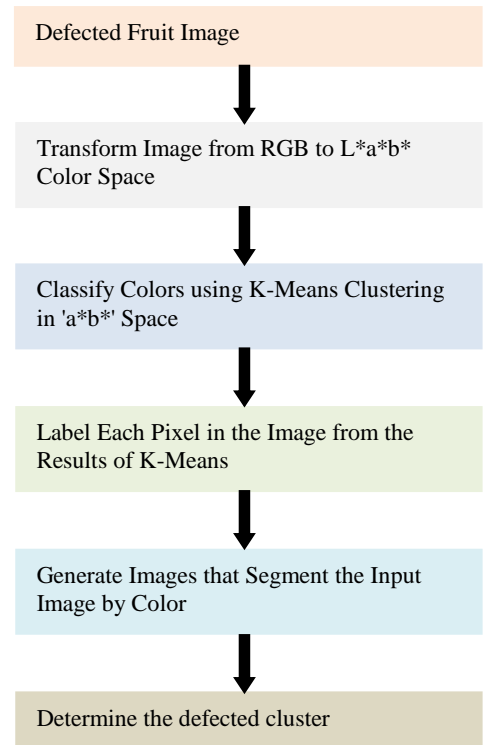 Defected Fruit Image
Transform Image from RGB to L*a*b*
Color Space
Classify Colors using K-Means Clustering
in 'a*b*' Space
Label Each Pixel in the Image from the
Results of K-Means
Generate Images that Segment the Input
Image by Color
Determine the defected cluster